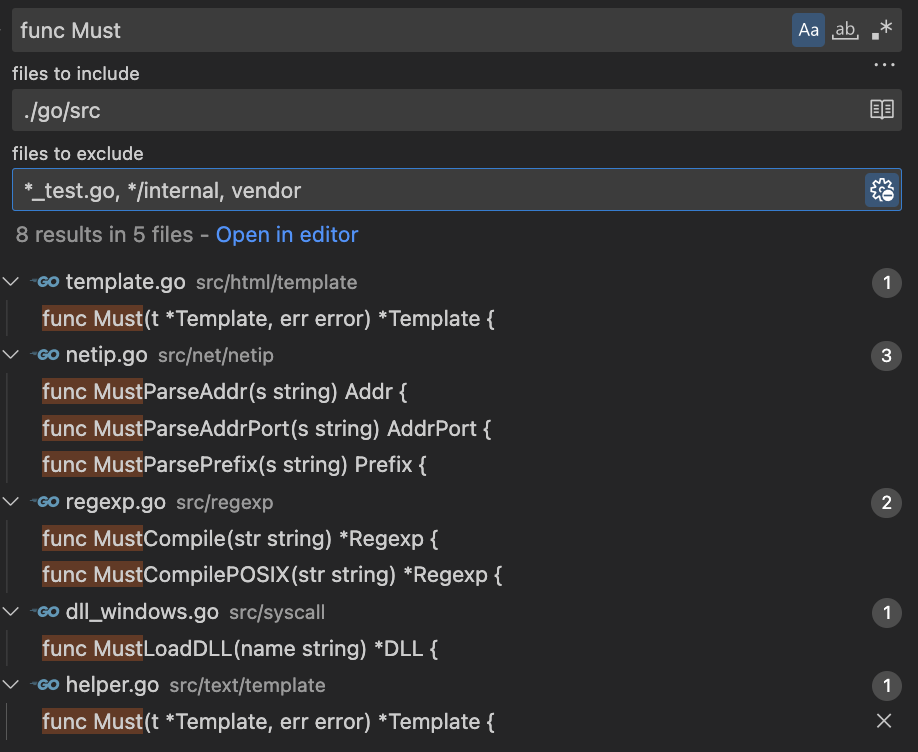 func Must
Aa ab .*
files to include
...
./go/src
files to exclude
*_test.go, */internal, vendor
8 results in 5 files - Open in editor
GO template.go src/html/template 1
func Must(t *Template, err error) *Template {
GO netip.go src/net/netip 3
func MustParseAddr(s string) Addr {
func MustParseAddrPort(s string) AddrPort {
func MustParsePrefix(s string) Prefix {
GO regexp.go src/regexp 2
func MustCompile(str string) *Regexp {
func MustCompilePOSIX(str string) *Regexp {
GO dll_windows.go src/syscall 1
func MustLoadDLL(name string) *DLL {
GO helper.go src/text/template 1
func Must(t *Template, err error) *Template {